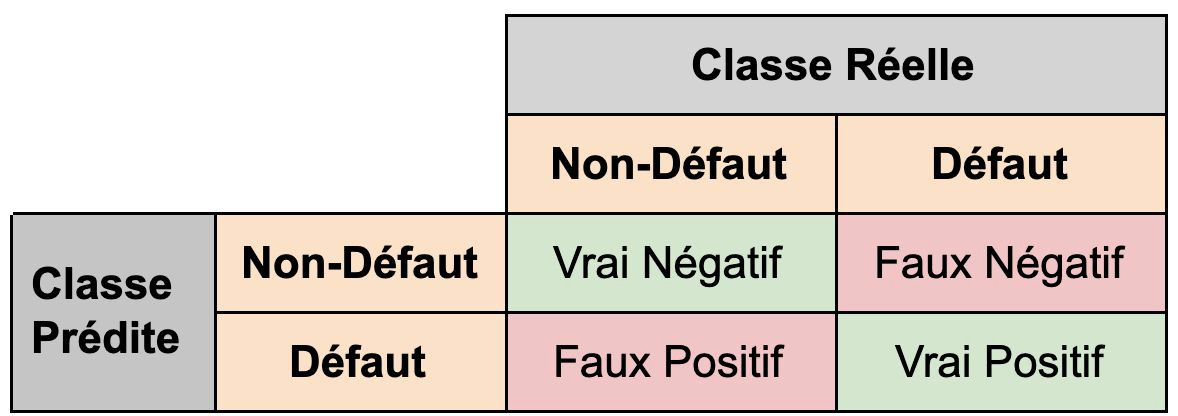 Classe Réelle
Non-Défaut Défaut
Classe
Prédite
Non-Défaut Vrai Négatif Faux Négatif
Défaut Faux Positif Vrai Positif